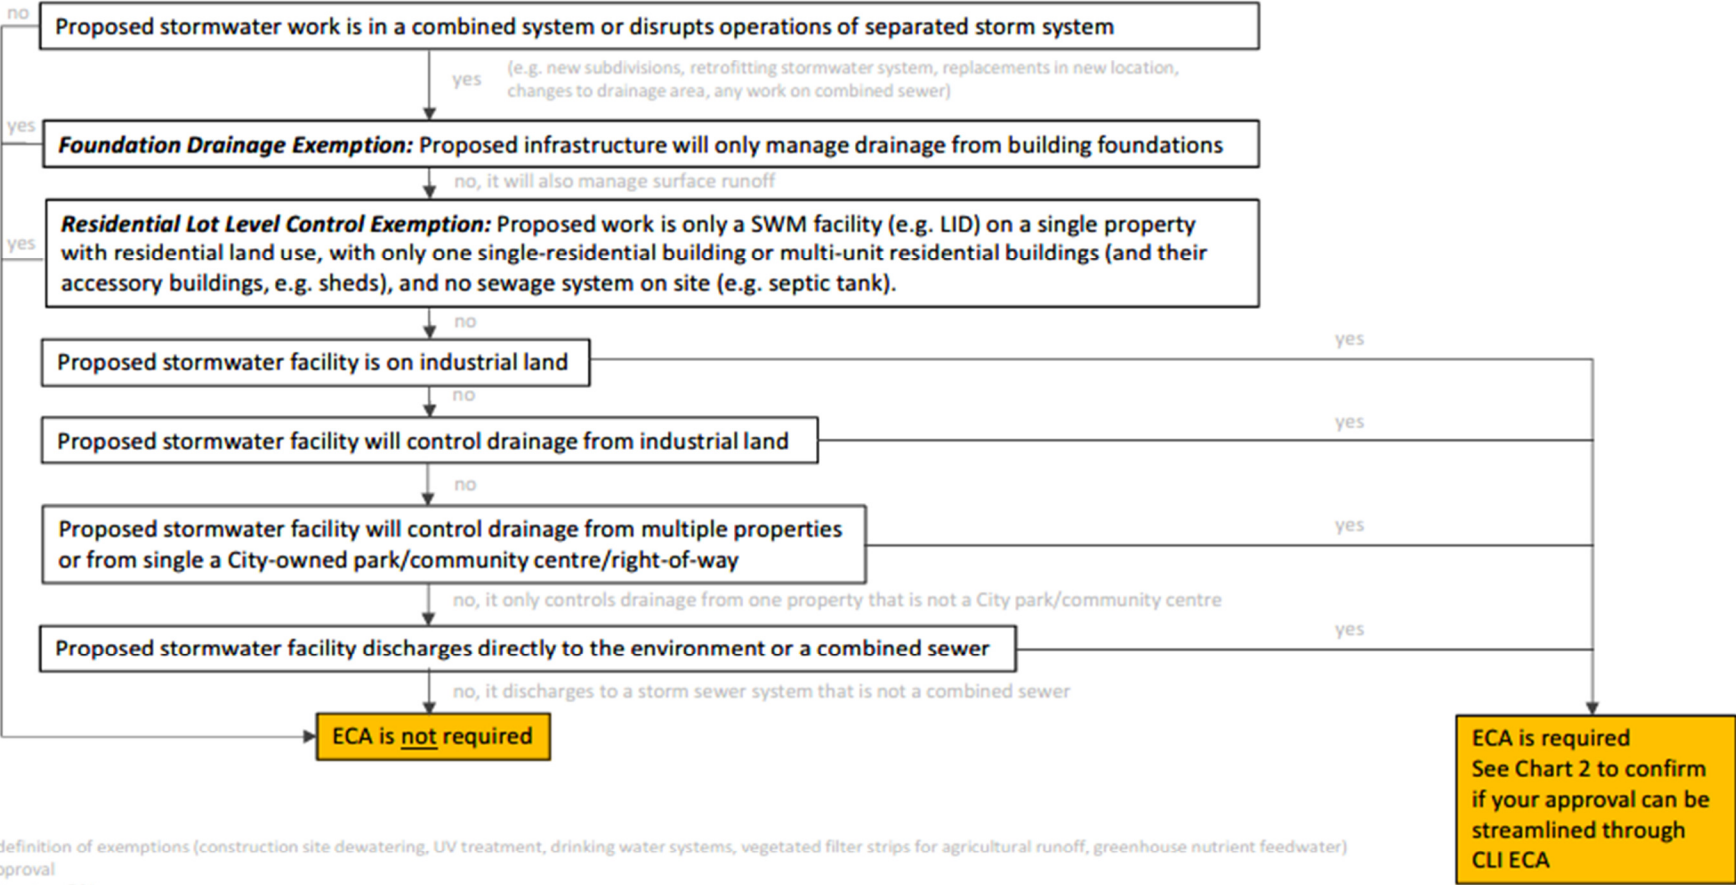 no
Proposed stormwater work is in a combined system or disrupts operations of separated storm system
yes
(e.g. new subdivisions, retrofitting stormwater system, replacements in new location,
changes to drainage area, any work on combined sewer)
yes
Foundation Drainage Exemption: Proposed infrastructure will only manage drainage from building foundations
no, it will also manage surface runoff
yes
Residential Lot Level Control Exemption: Proposed work is only a SWM facility (e.g. LID) on a single property
with residential land use, with only one single-residential building or multi-unit residential buildings (and their
accessory buildings, e.g. sheds), and no sewage system on site (e.g. septic tank).
no
Proposed stormwater facility is on industrial land
yes
no
Proposed stormwater facility will control drainage from industrial land
yes
no
Proposed stormwater facility will control drainage from multiple properties
or from single a City-owned park/community centre/right-of-way
yes
no, it only controls drainage from one property that is not a City park/community centre
Proposed stormwater facility discharges directly to the environment or a combined sewer
yes
no, it discharges to a storm sewer system that is not a combined sewer
ECA is not required
ECA is required
See Chart 2 to confirm
if your approval can be
streamlined through
CLI ECA
definition of exemptions (construction site dewatering, UV treatment, drinking water systems, vegetated filter strips for agricultural runoff, greenhouse nutrient feedwater)
pproval